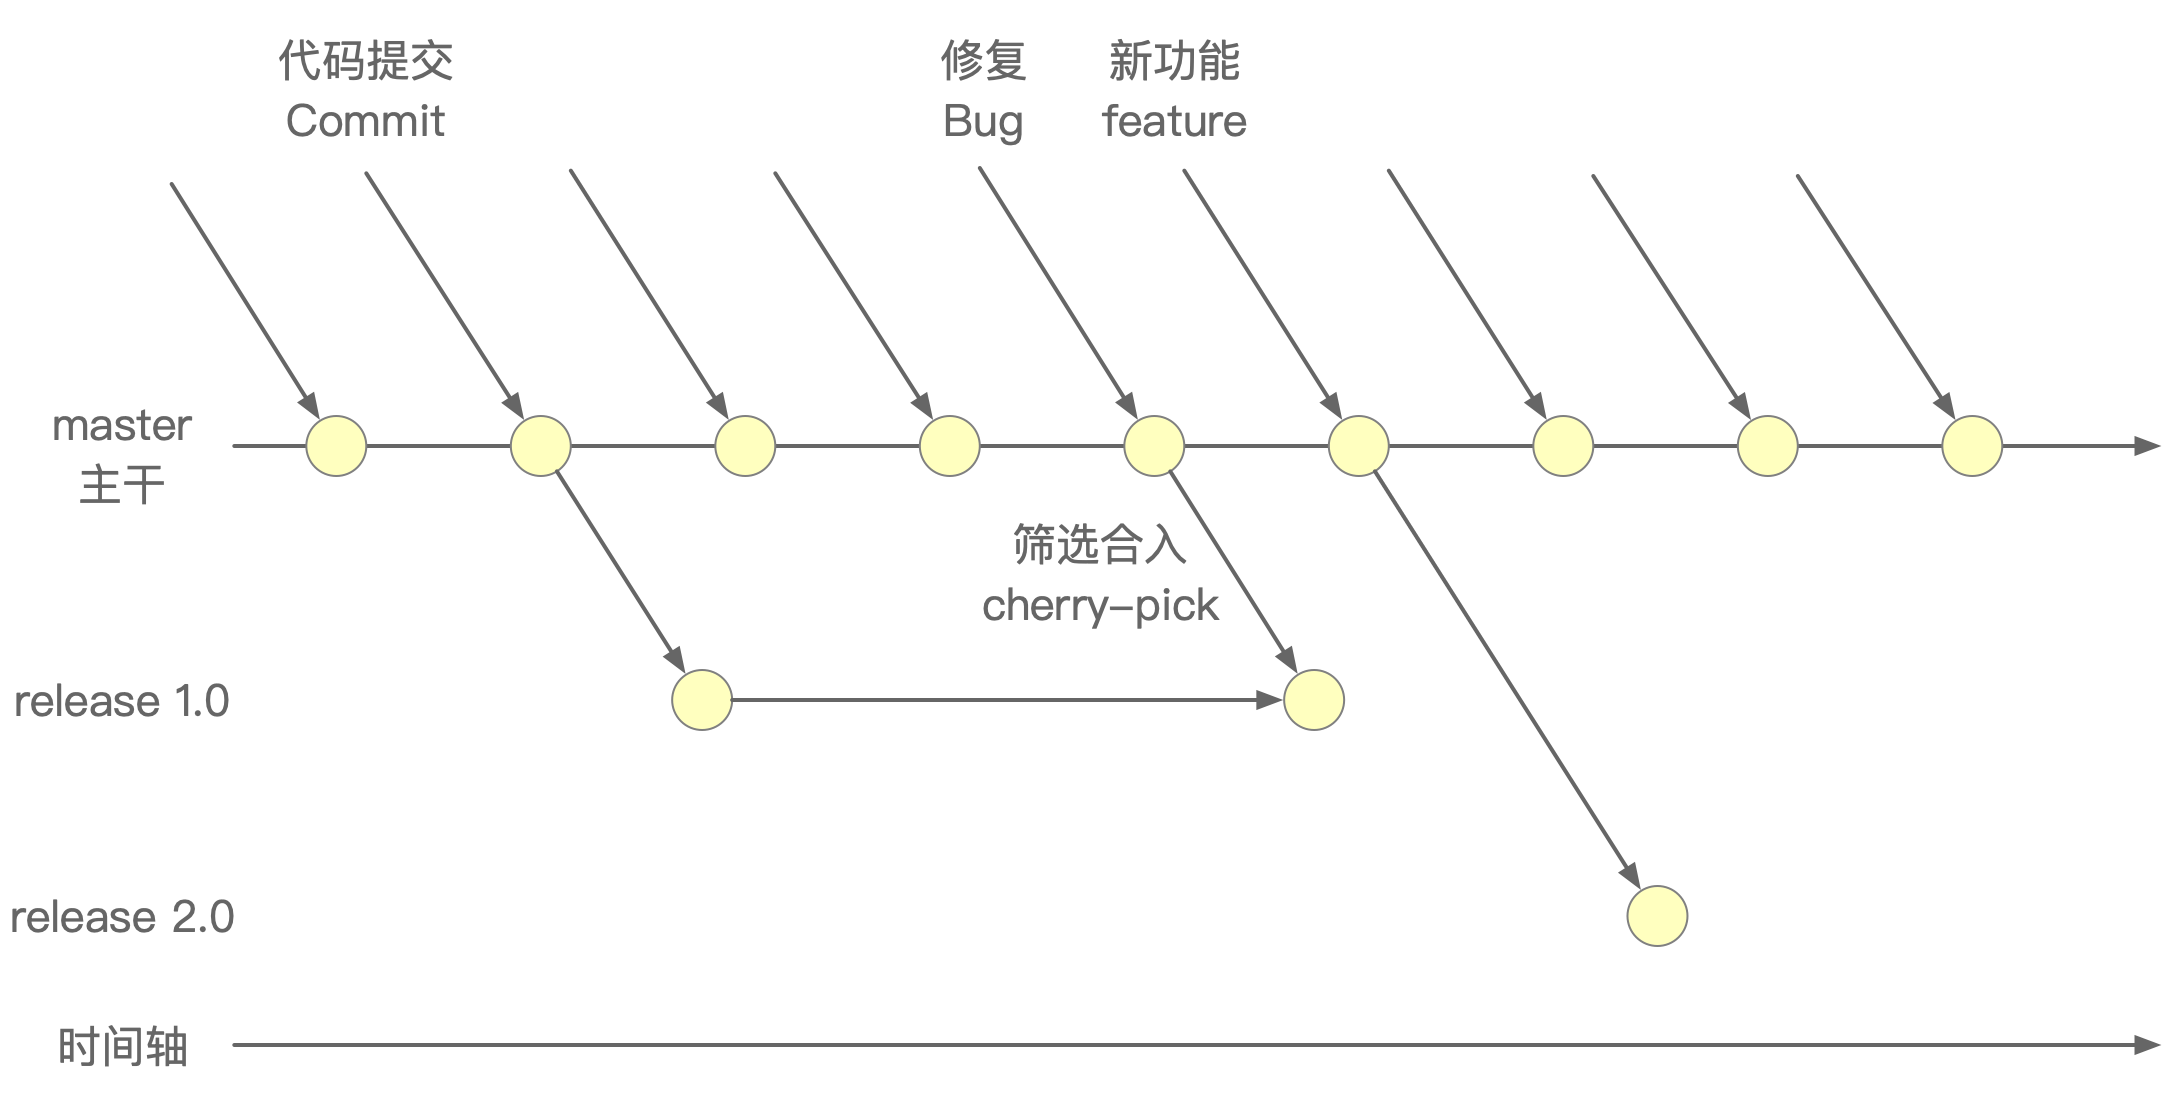 代码提交
Commit
修复
Bug
新功能
feature
master
主干
筛选合入
cherry-pick
release 1.0
release 2.0
时间轴